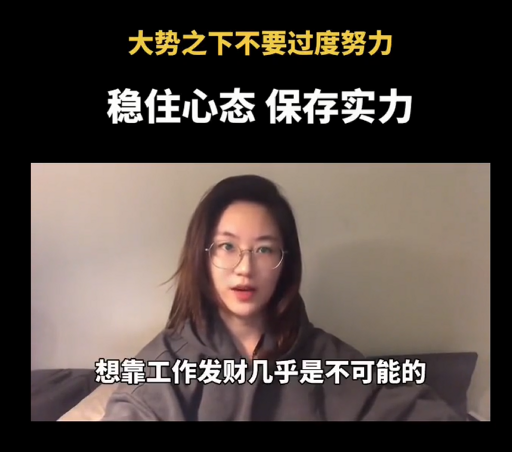 大势之下不要过度努力
稳住心态 保存实力
想靠工作发财几乎是不可能的